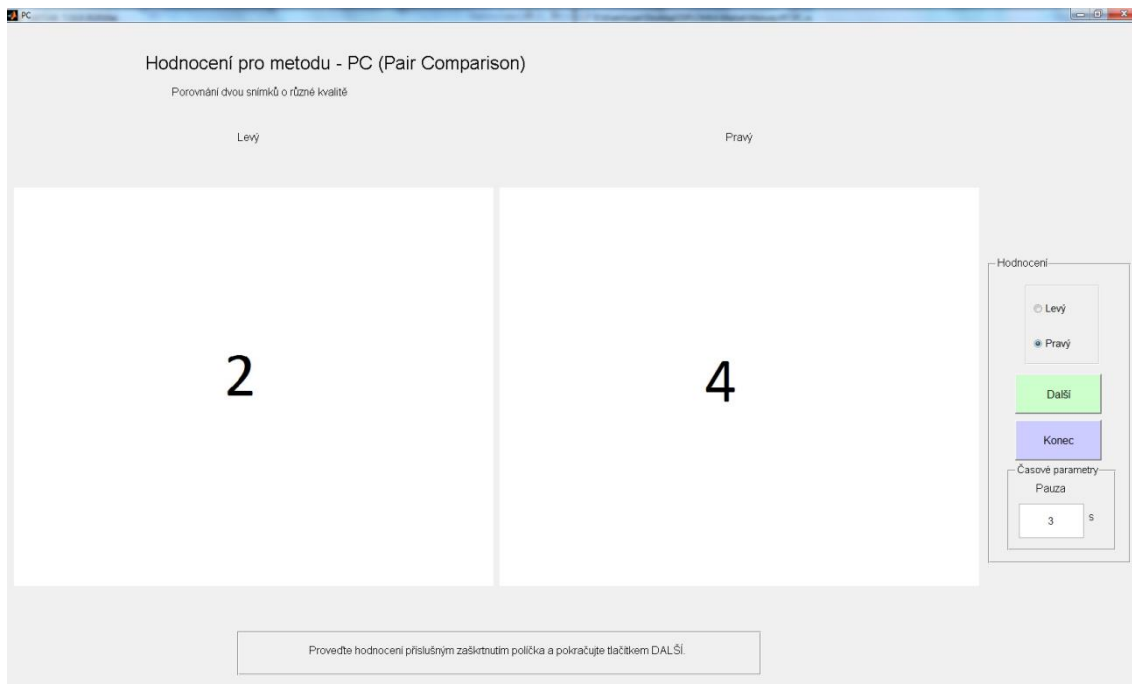 PC
Hodnocení pro metodu - PC (Pair Comparison)
Porovnání dvou snímků o různé kvalitě
Levý
Pravý
2
4
Hodnocení
Levý
Pravý
Další
Konec
Časové parametry
Pauza
3 s
Proveďte hodnocení příslušným zaškrtnutím políčka a pokračujte tlačítkem DALŠÍ.